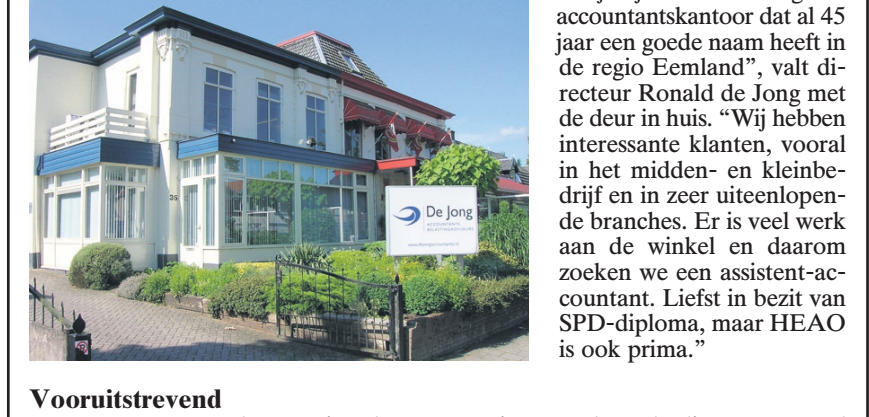 accountantskantoor dat al 45
jaar een goede naam heeft in
de regio Eemland”, valt di-
recteur Ronald de Jong met
de deur in huis. “Wij hebben
interessante klanten, vooral
in het midden- en kleinbe-
drijf en in zeer uiteenlopen-
de branches. Er is veel werk
aan de winkel en daarom
zoeken we een assistent-ac-
countant. Liefst in bezit van
SPD-diploma, maar HEAO
is ook prima.”
35
De Jong
ACCOUNTANTS
BELASTINGADVISEURS
Vooruitstrevend